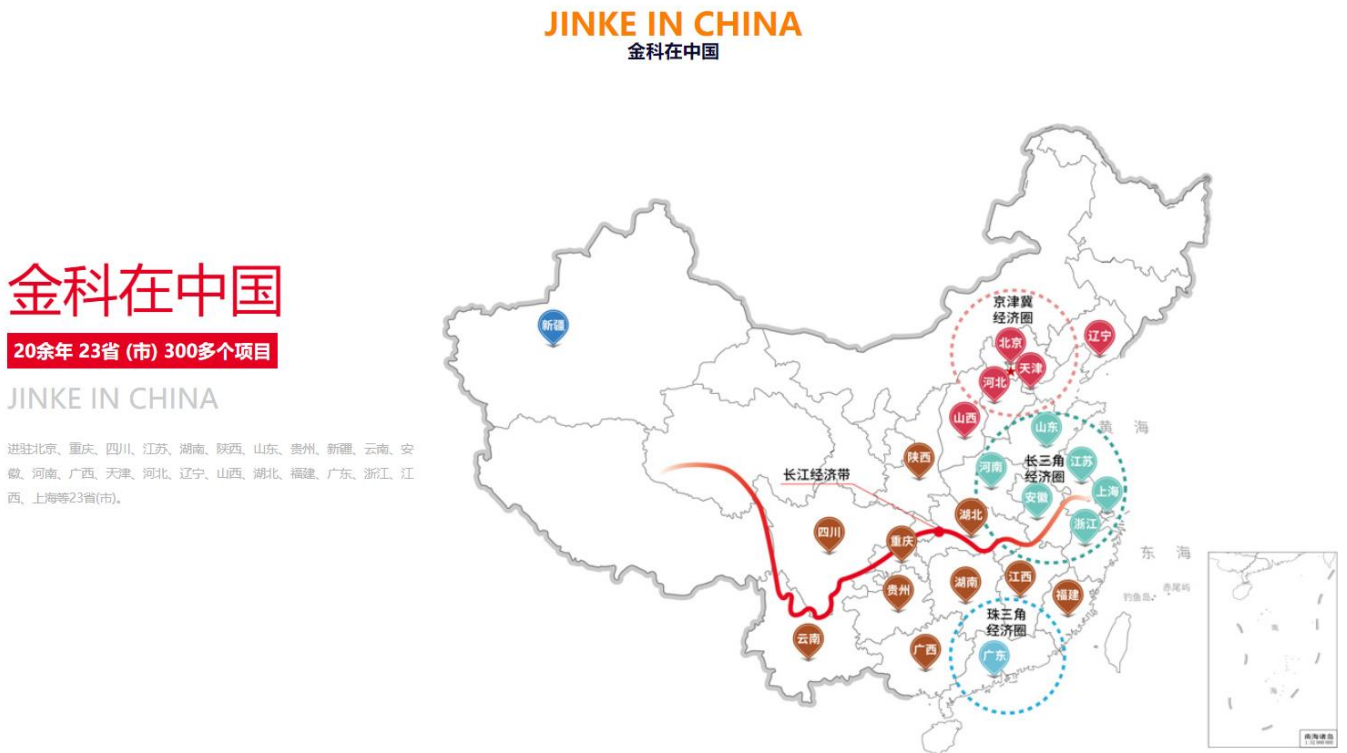 JINKE IN CHINA
金科在中国
金科在中国
20余年 23省 (市) 300多个项目
JINKE IN CHINA
进驻北京、重庆、四川、江苏、湖南、陕西、山东、贵州、新疆、云南、安
徽、河南、广西、天津、河北、辽宁、山西、湖北、福建、广东、浙江、江
西、上海等23省(市)。
新疆
京津冀
经济圈
北京
辽宁
天津
河北
山西
山东
黄 海
陕西
河南
长三角
经济圈
江苏
长江经济带
安徽
上海
湖北
浙江
四川
重庆
东 海
贵州
湖南
江西
福建
钓鱼岛
赤尾屿
珠三角
经济圈
云南
广西
广东
南
海
南海诸岛